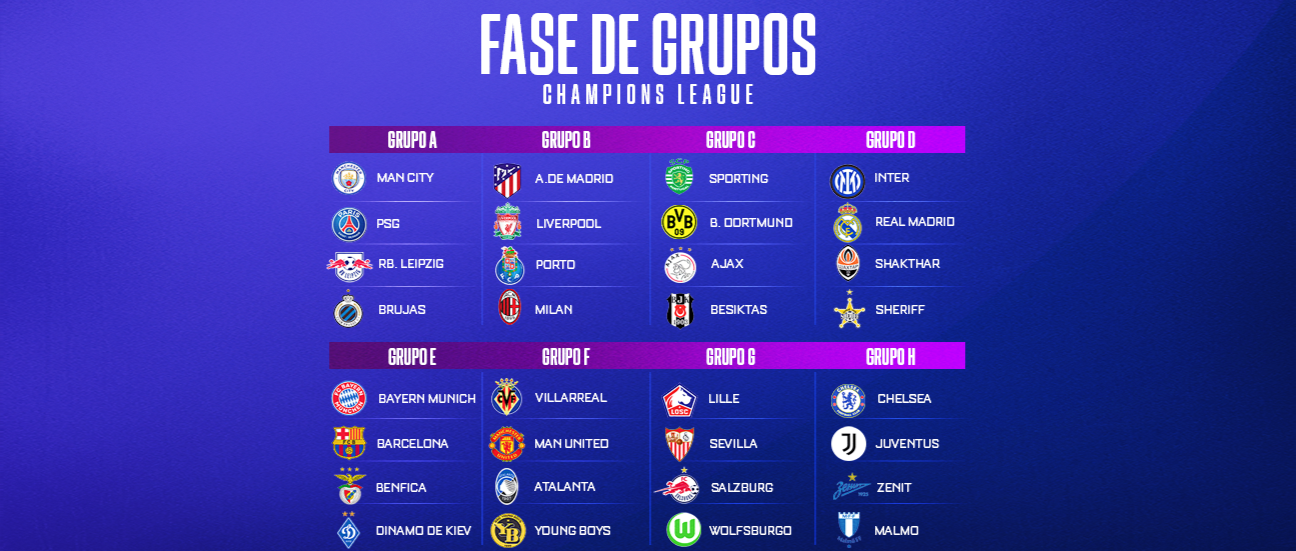 FASE DE GRUPOS
CHAMPIONS LEAGUE
GRUPO A GRUPO B GRUPO C GRUPO D
MAN CITY A.DE MADRID SPORTING INTER
PSG LIVERPOOL B. DORTMUND REAL MADRID
RB. LEIPZIG PORTO AJAX SHAKTHAR
BRUJAS MILAN BESIKTAS SHERIFF
GRUPO E GRUPO F GRUPO G GRUPO H
BAYERN MUNICH VILLARREAL LILLE CHELSEA
BARCELONA MAN UNITED SEVILLA JUVENTUS
BENFICA ATALANTA SALZBURG ZENIT
DINAMO DE KIEV YOUNG BOYS WOLFSBURGO MALMO